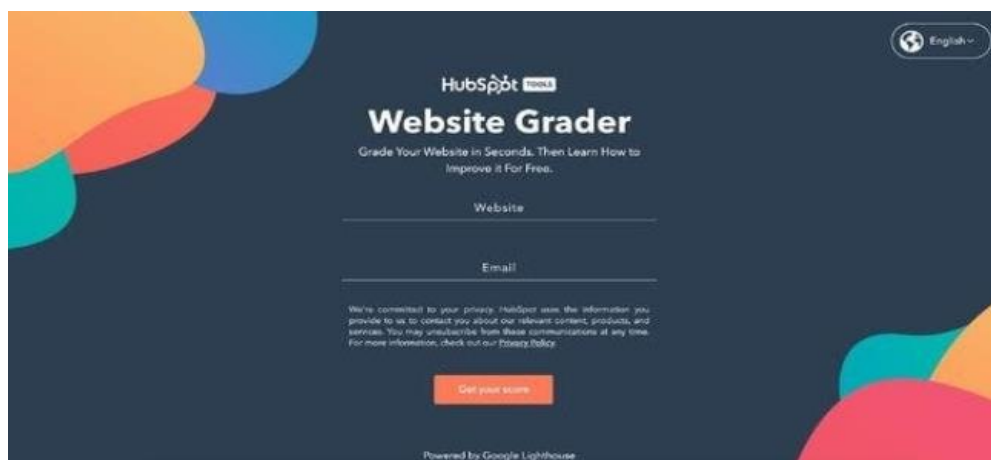 English
HubSpot TOOLS
Website Grader
Grade Your Website in Seconds. Then Learn How to
Improve it For Free.
Website
Email
We're committed to your privacy. HubSpot uses the information you
provide to us to contact you about our relevant content, products, and
services. You may unsubscribe from these communications at any time.
For more information, check out our Privacy Policy.
Get your score
Powered by Google Lighthouse